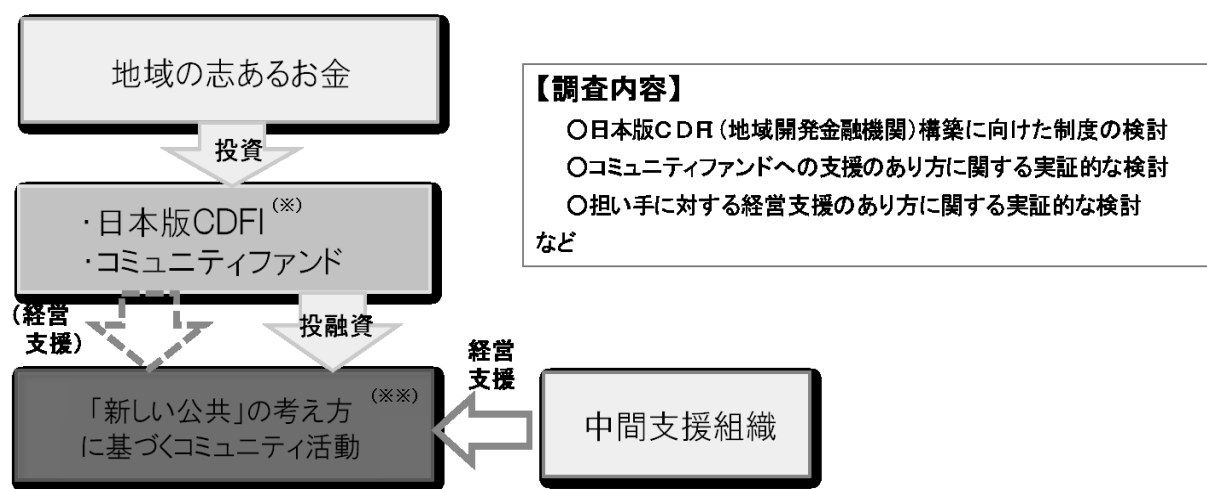 地域の志あるお金
投資
・日本版CDFI(※)
・コミュニティファンド
(経営
支援)
投融資
「新しい公共」の考え方(※※)
に基づくコミュニティ活動
経営
支援
中間支援組織
【調査内容】
○日本版CDFI(地域開発金融機関)構築に向けた制度の検討
○コミュニティファンドへの支援のあり方に関する実証的な検討
○担い手に対する経営支援のあり方に関する実証的な検討
など